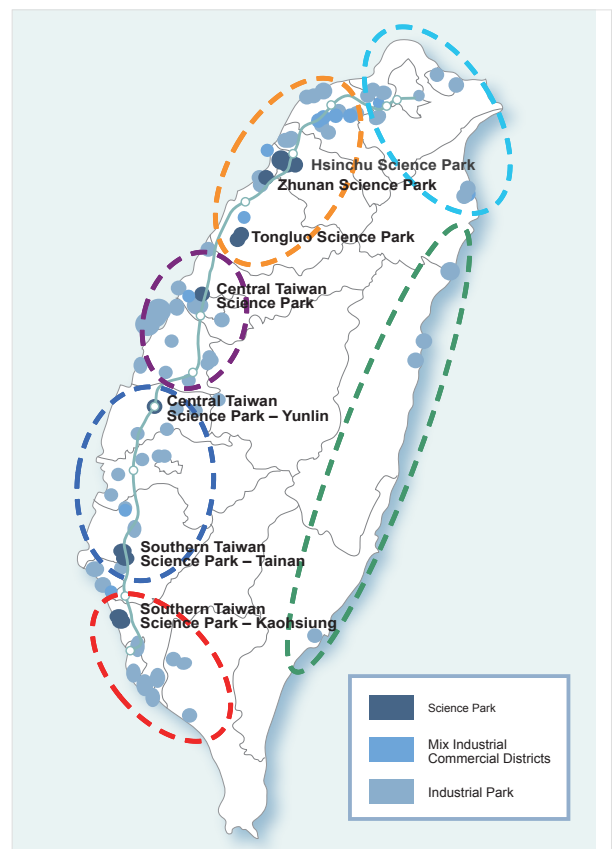 Hsinchu Science Park
Zhunan Science Park
Tongluo Science Park
Central Taiwan
Science Park
Central Taiwan
Science Park – Yunlin
Southern Taiwan
Science Park – Tainan
Southern Taiwan
Science Park – Kaohsiung
Science Park
Mix Industrial
Commercial Districts
Industrial Park